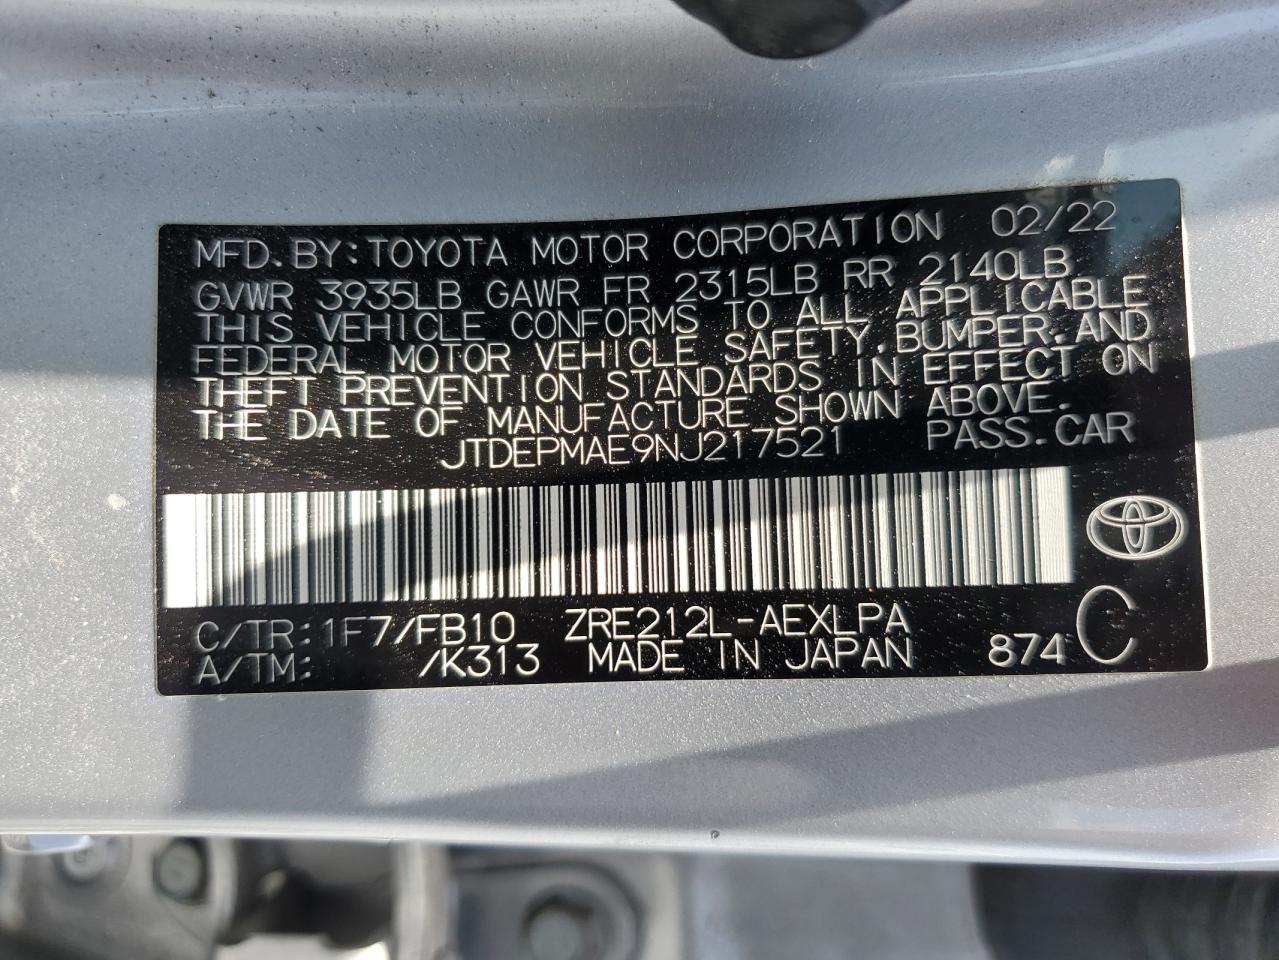 MFD. BY: TOYOTA MOTOR CORPORATION 02/22
GVWR 3935LB GAWR FR 2315LB RR 2140LB
THIS VEHICLE CONFORMS TO ALL APPLICABLE
FEDERAL MOTOR VEHICLE SAFETY, BUMPER, AND
THEFT PREVENTION STANDARDS IN EFFECT ON
THE DATE OF MANUFACTURE SHOWN ABOVE.
JTDEPMAE9NJ217521 PASS. CAR
C/TR: 1F7/FB10 ZRE212L-AEXLPA C
A/TM: /K313 MADE IN JAPAN 874